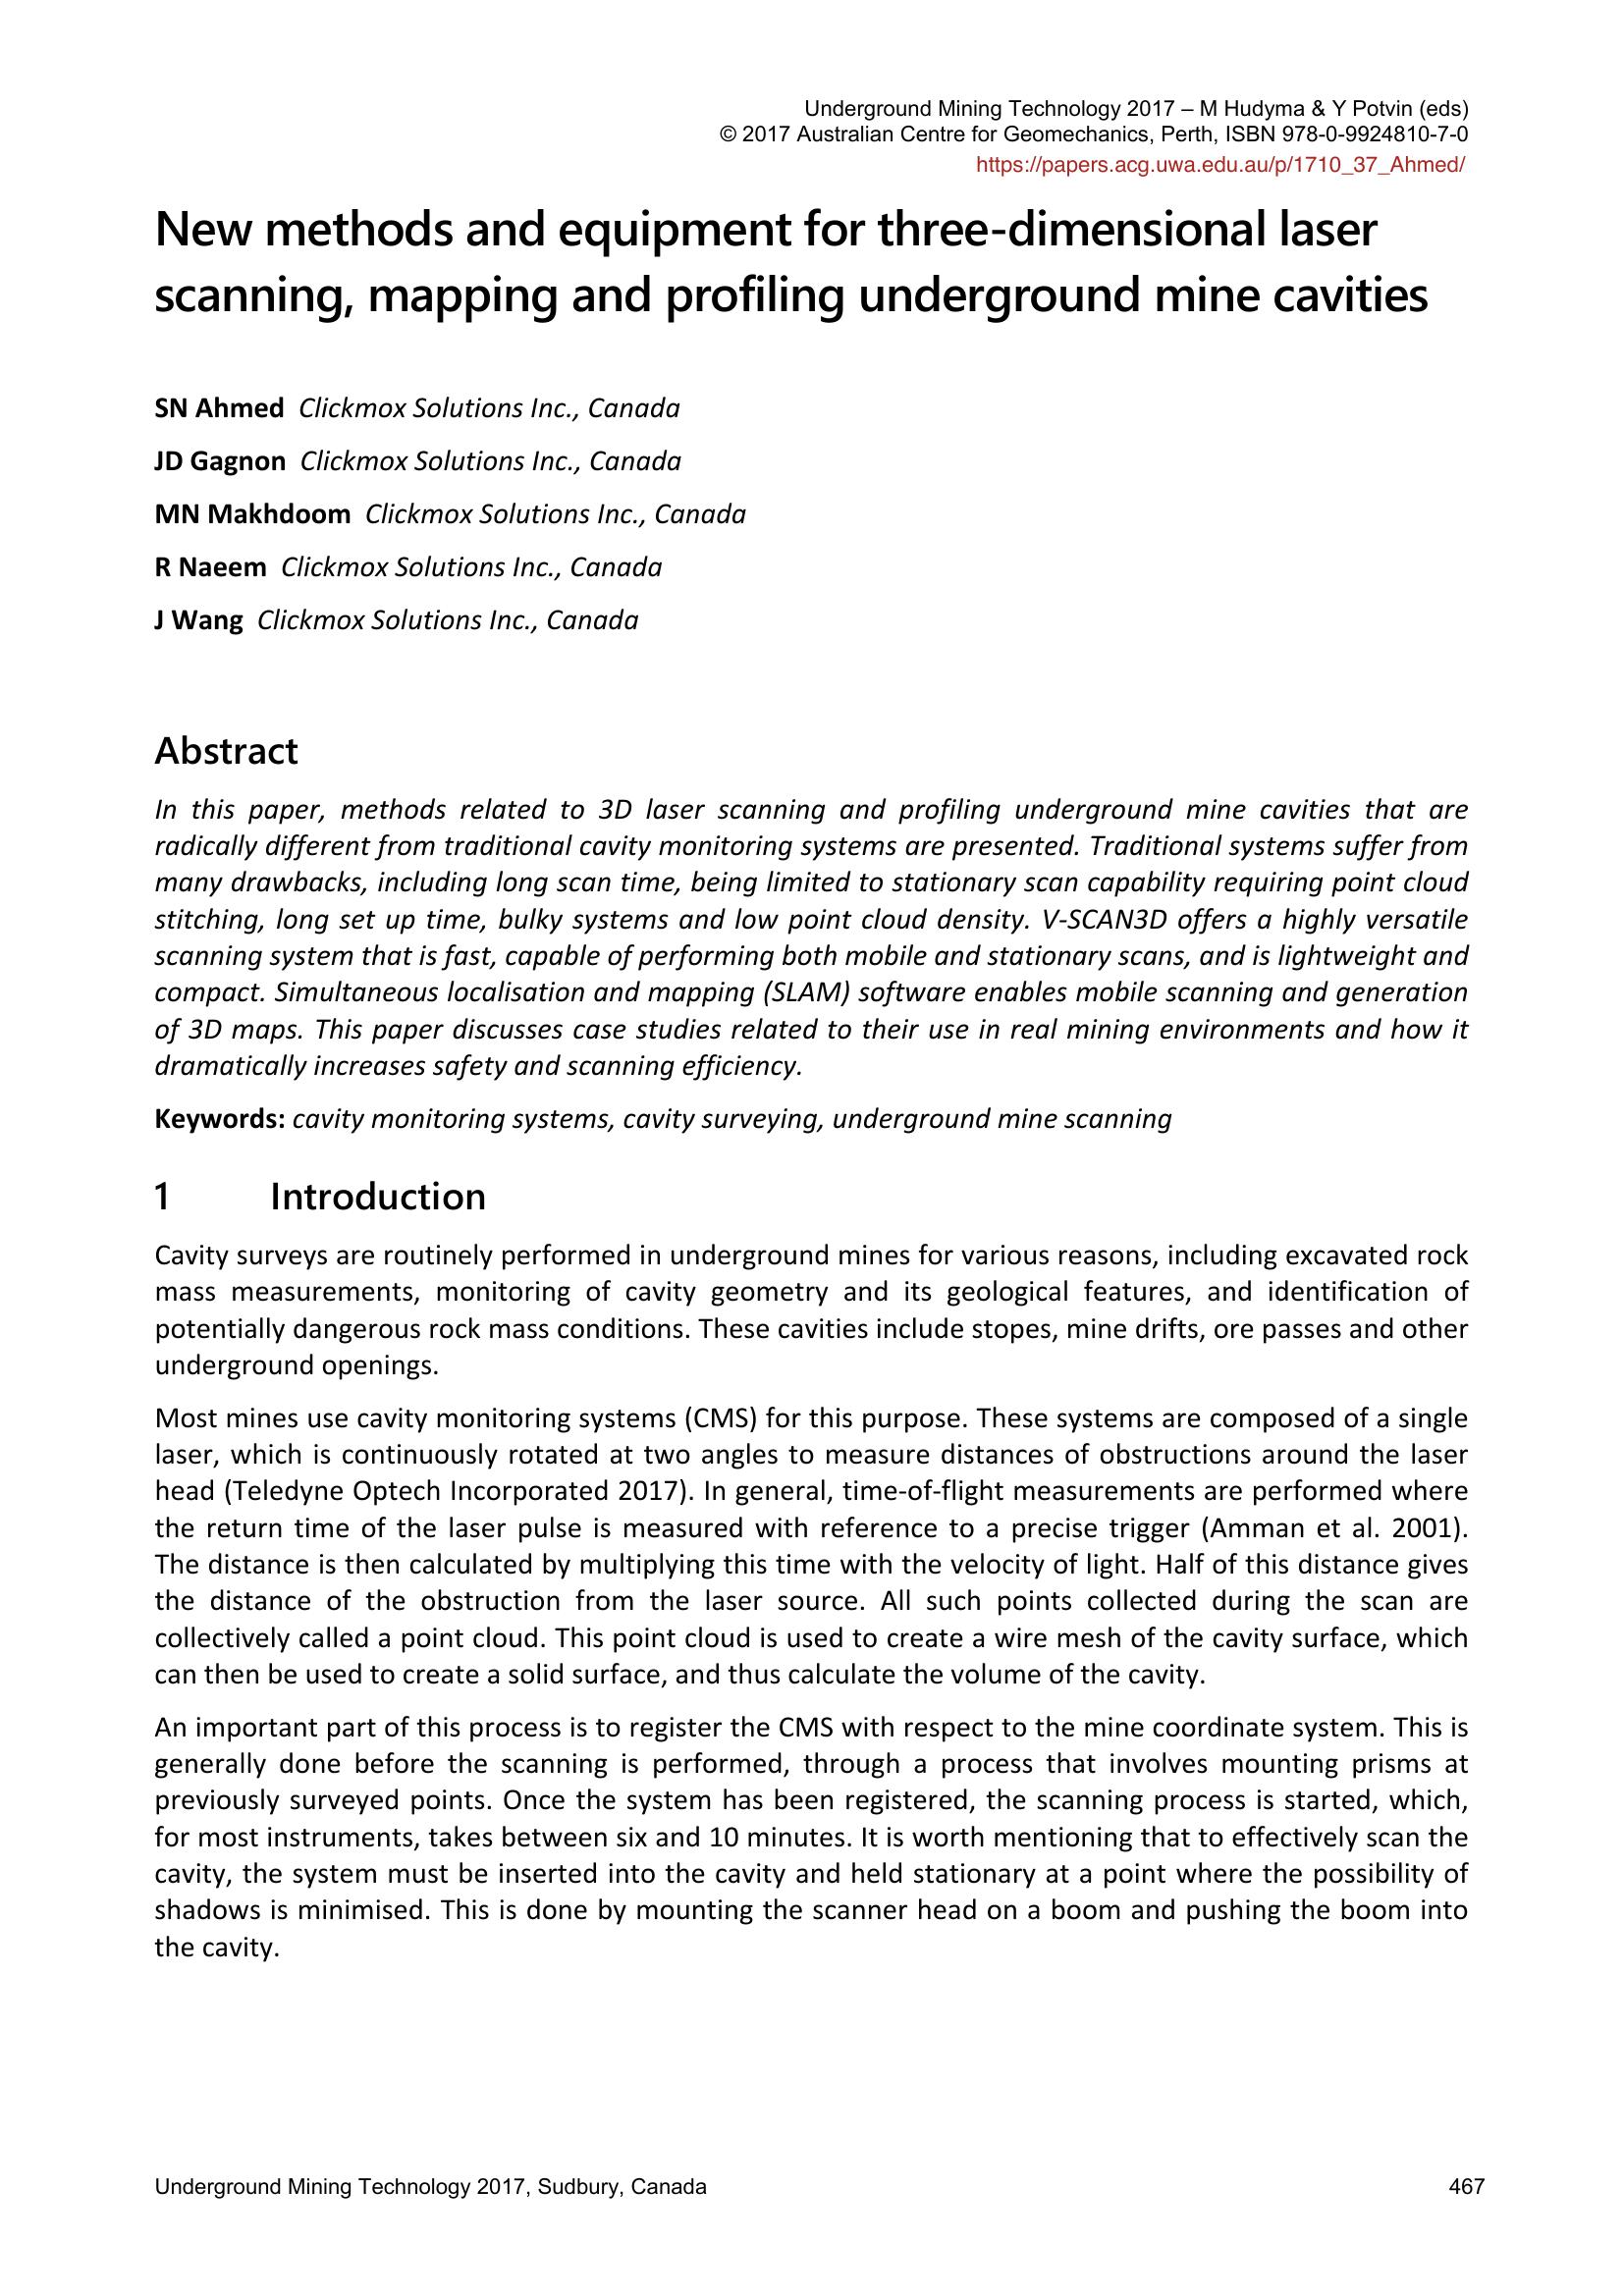 Underground Mining Technology 2017 – M Hudyma & Y Potvin (eds)
© 2017 Australian Centre for Geomechanics, Perth, ISBN 978-0-9924810-7-0
https://papers.acg.uwa.edu.au/p/1710_37_Ahmed/
New methods and equipment for three-dimensional laser
scanning, mapping and profiling underground mine cavities
SN Ahmed Clickmox Solutions Inc., Canada
JD Gagnon Clickmox Solutions Inc., Canada
MN Makhdoom Clickmox Solutions Inc., Canada
R Naeem Clickmox Solutions Inc., Canada
J Wang Clickmox Solutions Inc., Canada
Abstract
In this paper, methods related to 3D laser scanning and profiling underground mine cavities that are
radically different from traditional cavity monitoring systems are presented. Traditional systems suffer from
many drawbacks, including long scan time, being limited to stationary scan capability requiring point cloud
stitching, long set up time, bulky systems and low point cloud density. V-SCAN3D offers a highly versatile
scanning system that is fast, capable of performing both mobile and stationary scans, and is lightweight and
compact. Simultaneous localisation and mapping (SLAM) software enables mobile scanning and generation
of 3D maps. This paper discusses case studies related to their use in real mining environments and how it
dramatically increases safety and scanning efficiency.
Keywords: cavity monitoring systems, cavity surveying, underground mine scanning
1 Introduction
Cavity surveys are routinely performed in underground mines for various reasons, including excavated rock
mass measurements, monitoring of cavity geometry and its geological features, and identification of
potentially dangerous rock mass conditions. These cavities include stopes, mine drifts, ore passes and other
underground openings.
Most mines use cavity monitoring systems (CMS) for this purpose. These systems are composed of a single
laser, which is continuously rotated at two angles to measure distances of obstructions around the laser
head (Teledyne Optech Incorporated 2017). In general, time-of-flight measurements are performed where
the return time of the laser pulse is measured with reference to a precise trigger (Amman et al. 2001).
The distance is then calculated by multiplying this time with the velocity of light. Half of this distance gives
the distance of the obstruction from the laser source. All such points collected during the scan are
collectively called a point cloud. This point cloud is used to create a wire mesh of the cavity surface, which
can then be used to create a solid surface, and thus calculate the volume of the cavity.
An important part of this process is to register the CMS with respect to the mine coordinate system. This is
generally done before the scanning is performed, through a process that involves mounting prisms at
previously surveyed points. Once the system has been registered, the scanning process is started, which,
for most instruments, takes between six and 10 minutes. It is worth mentioning that to effectively scan the
cavity, the system must be inserted into the cavity and held stationary at a point where the possibility of
shadows is minimised. This is done by mounting the scanner head on a boom and pushing the boom into
the cavity.
Underground Mining Technology 2017, Sudbury, Canada 467